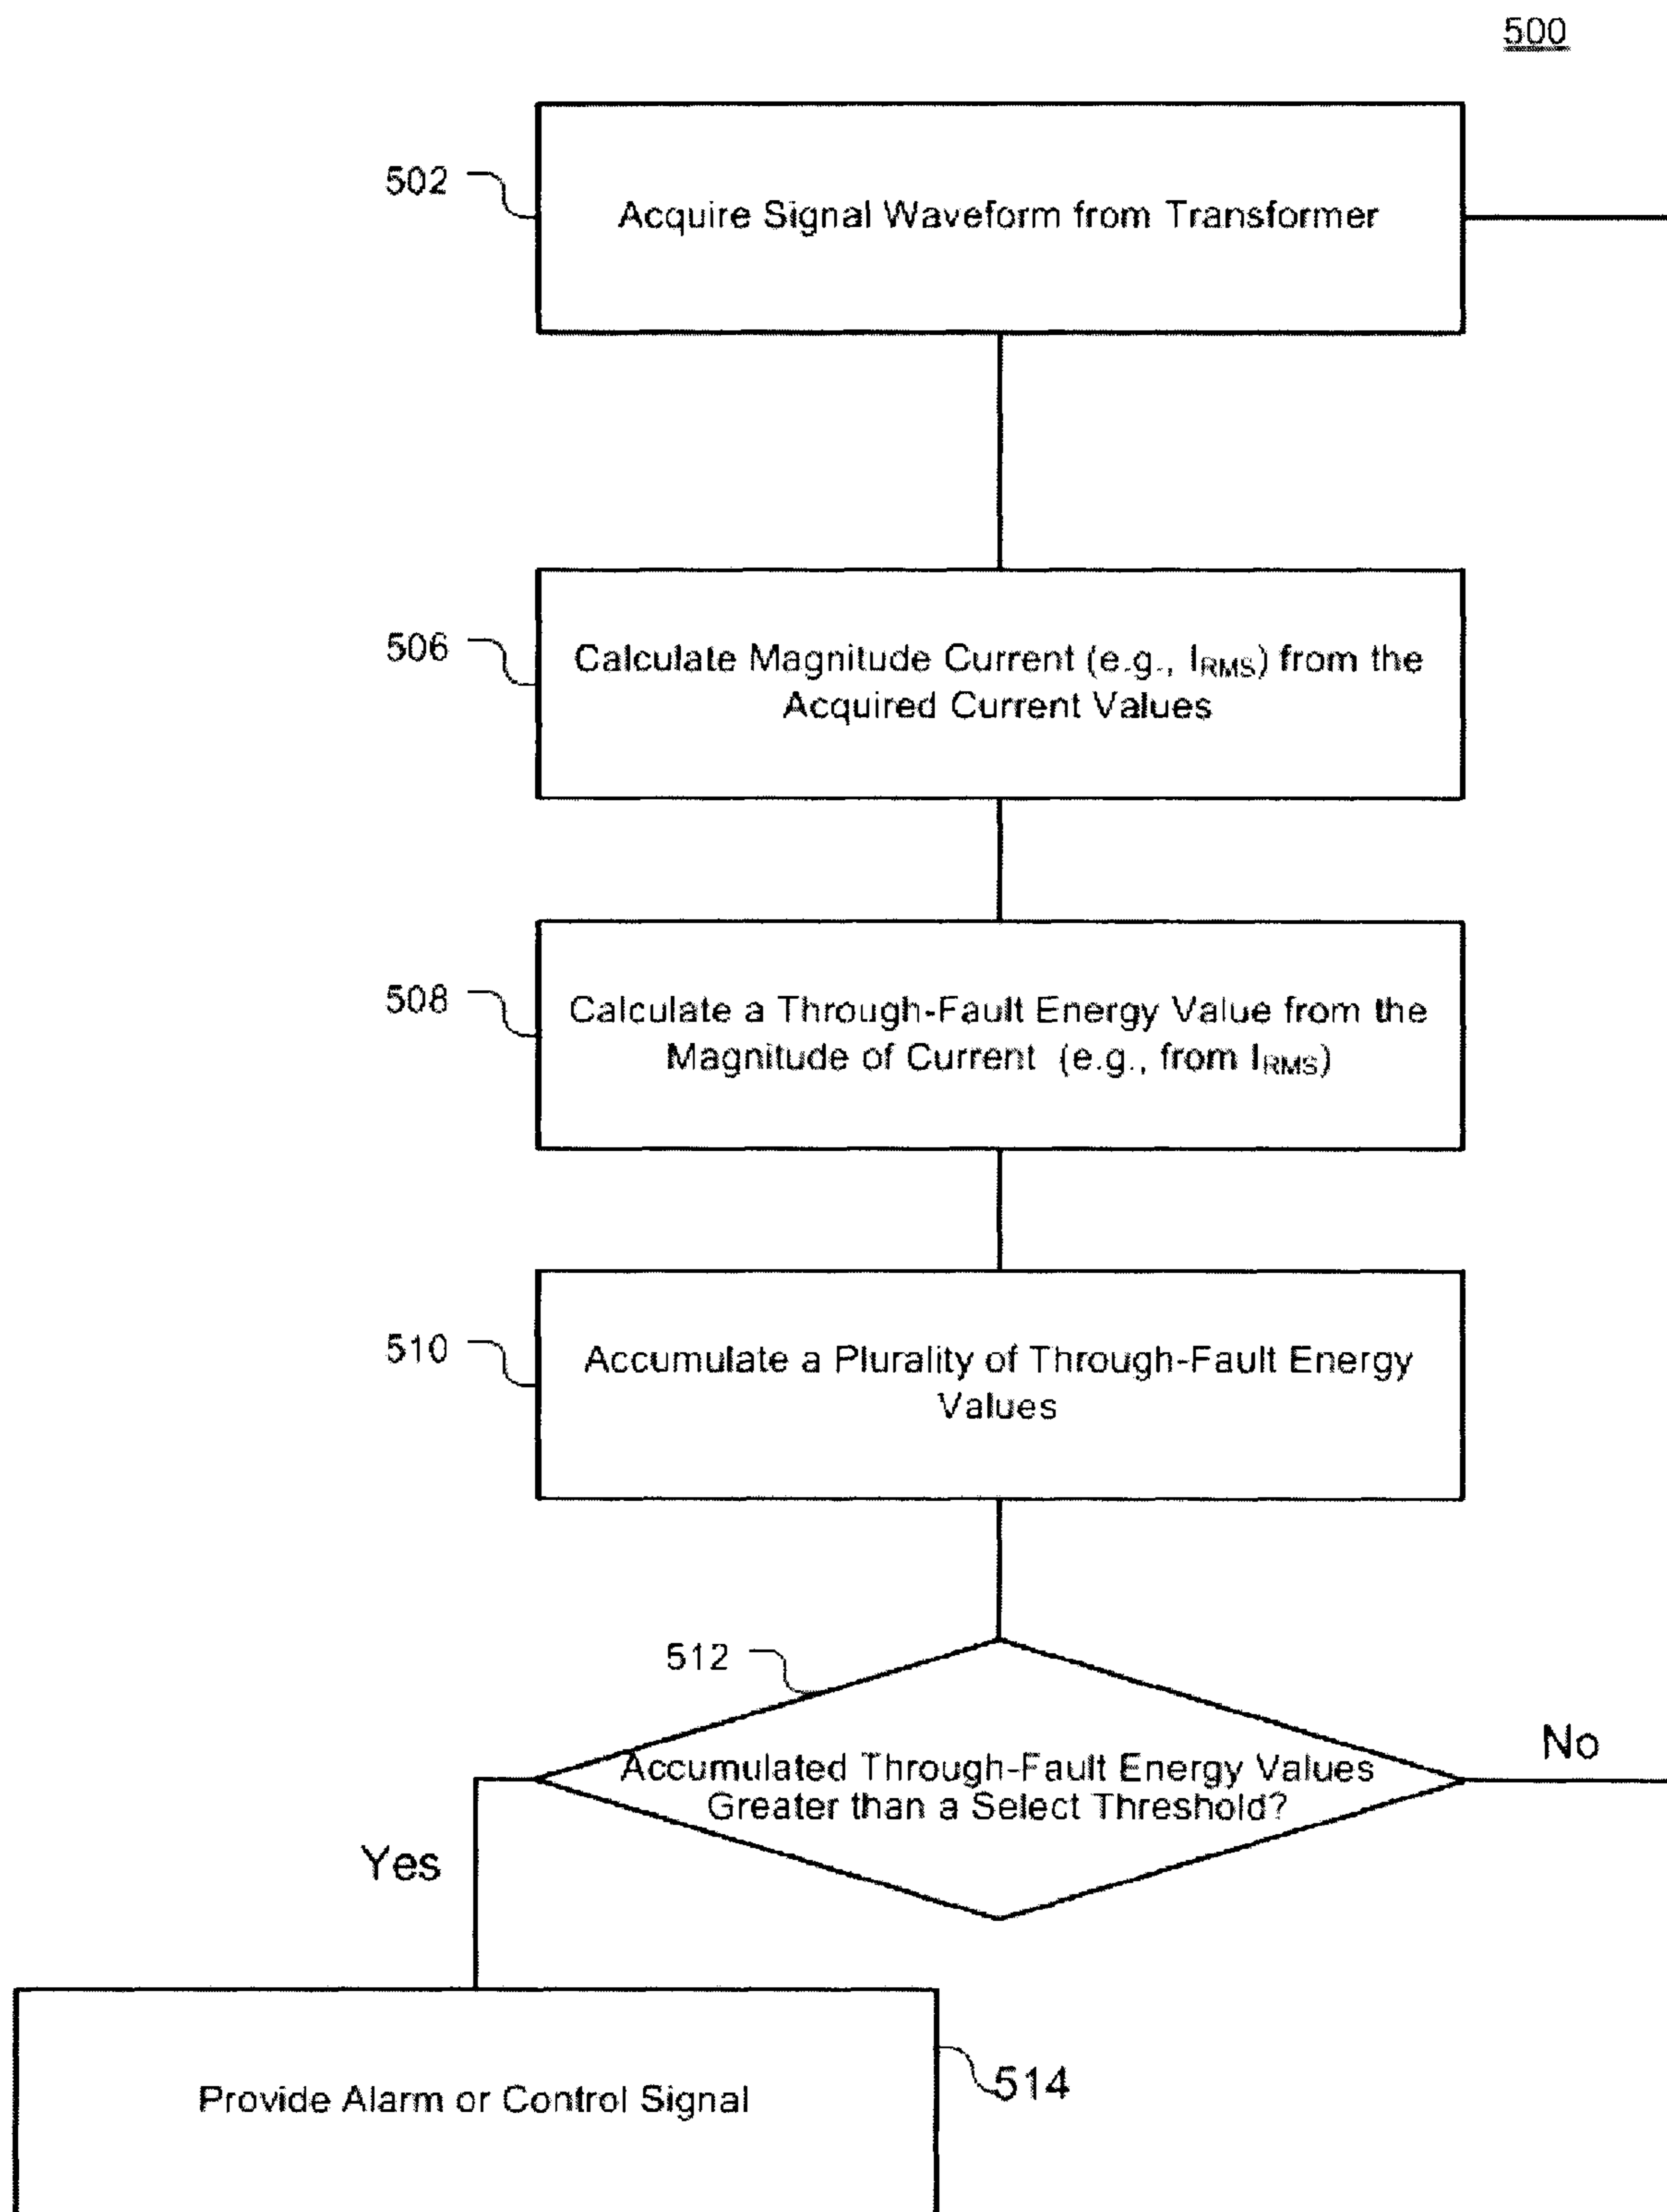 500
502
Acquire Signal Waveform from Transformer
506
Calculate Magnitude Current (e.g., IRMS) from the
Acquired Current Values
508
Calculate a Through-Fault Energy Value from the
Magnitude of Current (e.g., from IRMS)
510
Accumulate a Plurality of Through-Fault Energy
Values
512
Accumulated Through-Fault Energy Values
Greater than a Select Threshold?
No
Yes
514
Provide Alarm or Control Signal